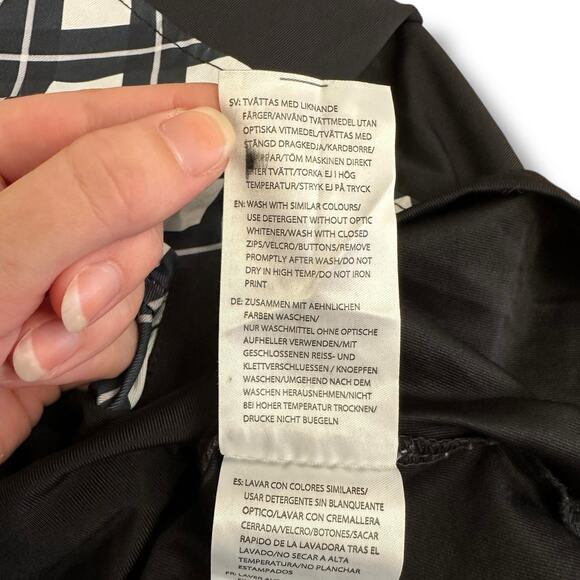 SV: TVÄTTAS MED LIKNANDE
FÄRGER/ANVÄND TVÄTTMEDEL UTAN
OPTISKA VITMEDEL/TVÄTTAS MED
STÄNGD DRAGKEDJA/KARDBORRE/
PAR/TÖM MASKINEN DIREKT
EFTER TVÄTT/TORKA EJ I HÖG
TEMPERATUR/STRYK EJ PÅ TRYCK
EN: WASH WITH SIMILAR COLOURS/
USE DETERGENT WITHOUT OPTIC
WHITENER/WASH WITH CLOSED
ZIPS/VELCRO/BUTTONS/REMOVE
PROMPTLY AFTER WASH/DO NOT
DRY IN HIGH TEMP/DO NOT IRON
PRINT
DE: ZUSAMMEN MIT AEHNLICHEN
FARBEN WASCHEN/
NUR WASCHMITTEL OHNE OPTISCHE
AUFHELLER VERWENDEN/MIT
GESCHLOSSENEN REISS- UND
KLETTVERSCHLUESSEN / KNOEPFEN
WASCHEN/UMGEHEND NACH DEM
WASCHEN HERAUSNEHMEN/NICHT
BEI HOHER TEMPERATUR TROCKNEN/
DRUCKE NICHT BUEGELN
ES: LAVAR CON COLORES SIMILARES/
USAR DETERGENTE SIN BLANQUEANTE
OPTICO/LAVAR CON CREMALLERA
CERRADA/VELCRO/BOTONES/SACAR
RAPIDO DE LA LAVADORA TRAS EL
LAVADO/NO SECAR A ALTA
TEMPERATURA/NO PLANCHAR
ESTAMPADOS
FR: LAVER